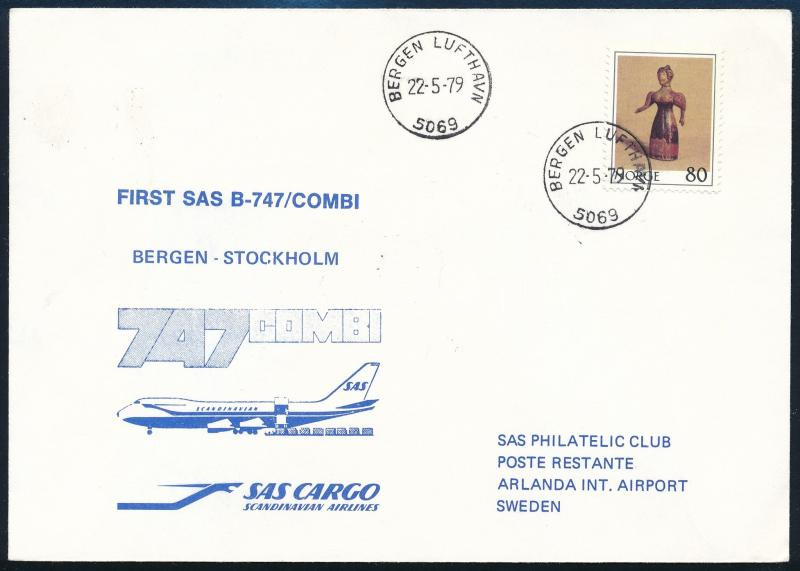 BERGEN LUFTHAVN
22-5-79
5069
BERGEN LUFTHAVN
22-5-79
5069
NORGE 80
FIRST SAS B-747/COMBI
BERGEN - STOCKHOLM
747 COMBI
SAS
SCANDINAVIAN
SAS CARGO
SCANDINAVIAN AIRLINES
SAS PHILATELIC CLUB
POSTE RESTANTE
ARLANDA INT. AIRPORT
SWEDEN